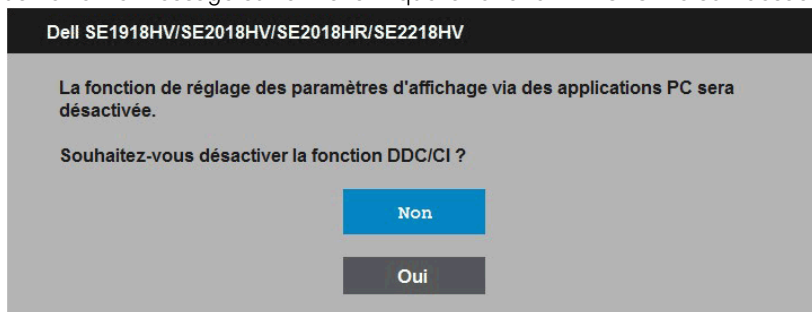 Dell SE1918HV/SE2018HV/SE2018HR/SE2218HV
La fonction de réglage des paramètres d'affichage via des applications PC sera
désactivée.
Souhaitez-vous désactiver la fonction DDC/CI ?
Non
Oui